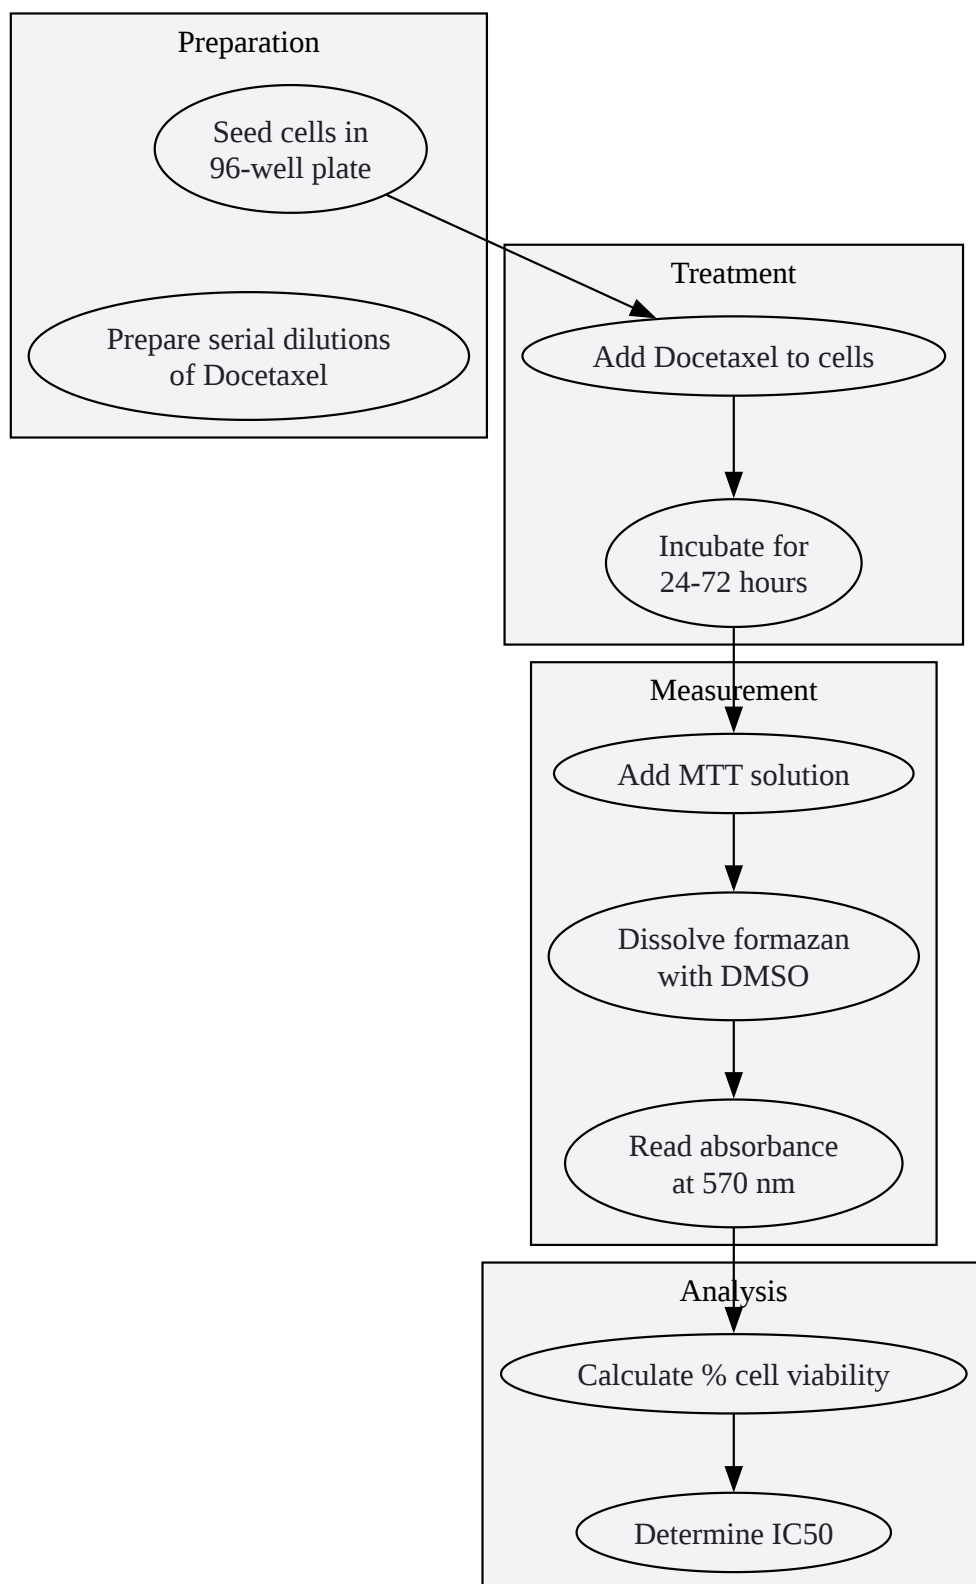 Preparation
Seed cells in
96-well plate
Prepare serial dilutions
of Docetaxel
Treatment
Add Docetaxel to cells
Incubate for
24-72 hours
Measurement
Add MTT solution
Dissolve formazan
with DMSO
Read absorbance
at 570 nm
Analysis
Calculate % cell viability
Determine IC50